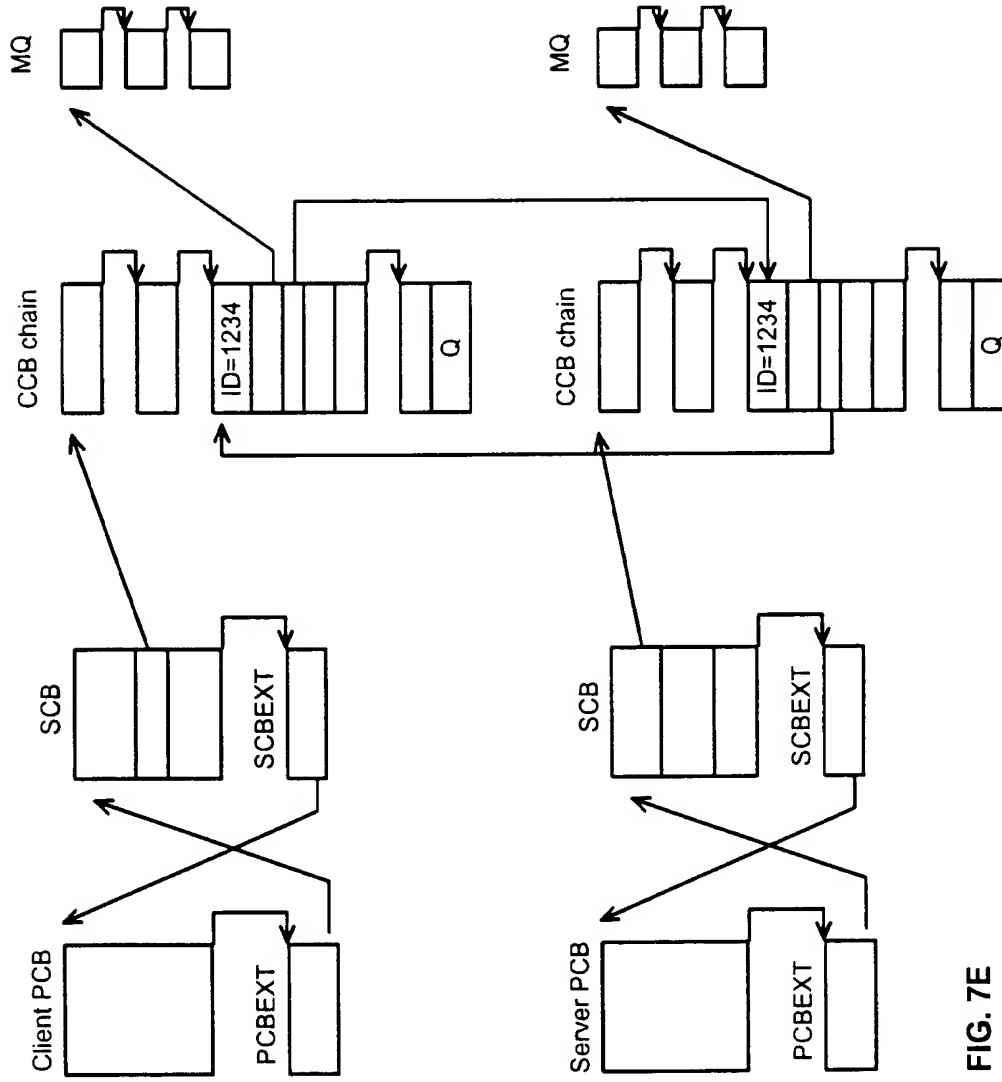 Client PCB
PCBEXT
SCB
SCBEXT
CCB chain
ID=1234
Q
MQ
Server PCB
PCBEXT
SCB
SCBEXT
CCB chain
ID=1234
Q
MQ
FIG. 7E